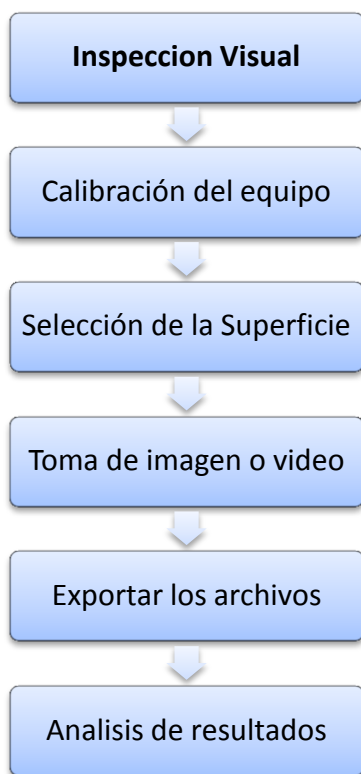 Inspeccion Visual
Calibración del equipo
Selección de la Superficie
Toma de imagen o video
Exportar los archivos
Analisis de resultados